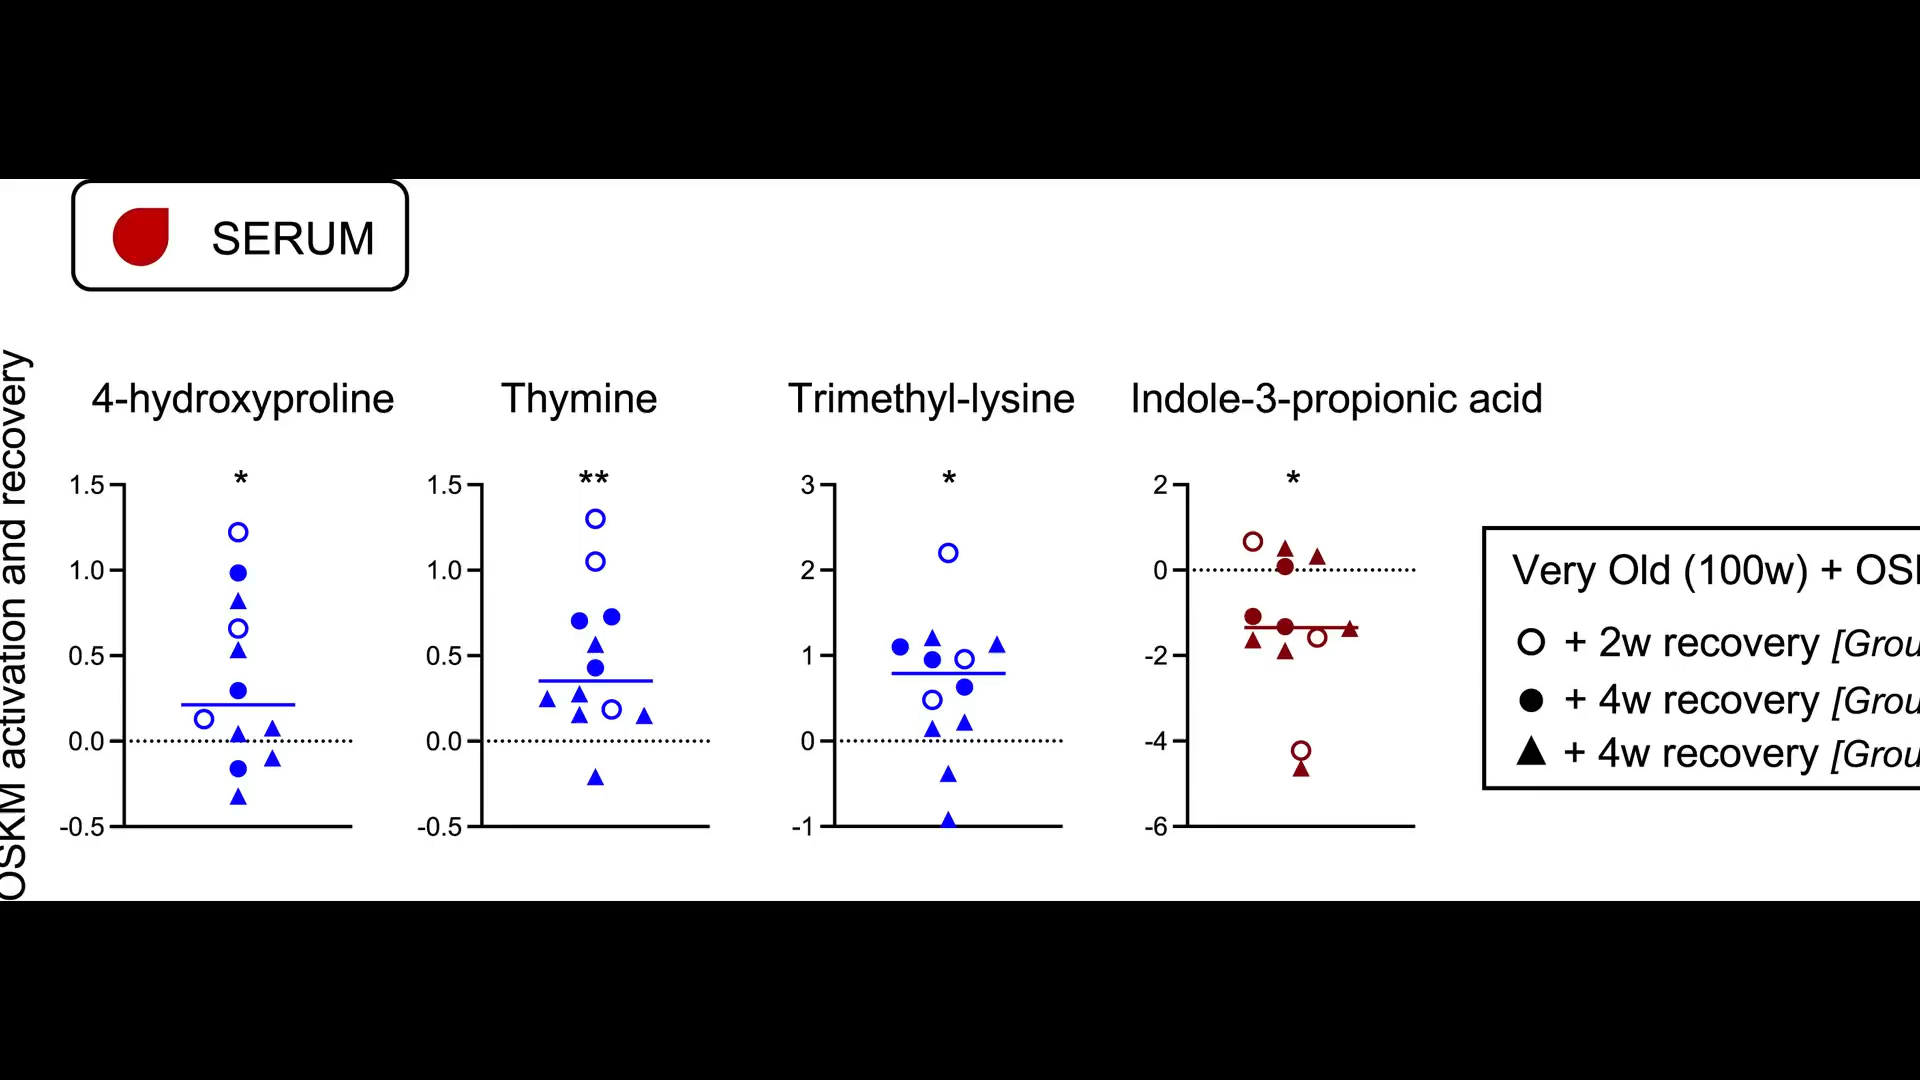 SERUM
OSKM activation and recovery
4-hydroxyproline
Thymine
Trimethyl-lysine
Indole-3-propionic acid
*
**
*
*
1.5
1.0
0.5
0.0
-0.5
1.5
1.0
0.5
0.0
-0.5
3
2
1
0
-1
2
0
-2
-4
-6
Very Old (100w) + OS
+ 2w recovery [Grou
+ 4w recovery [Grou
+ 4w recovery [Grou